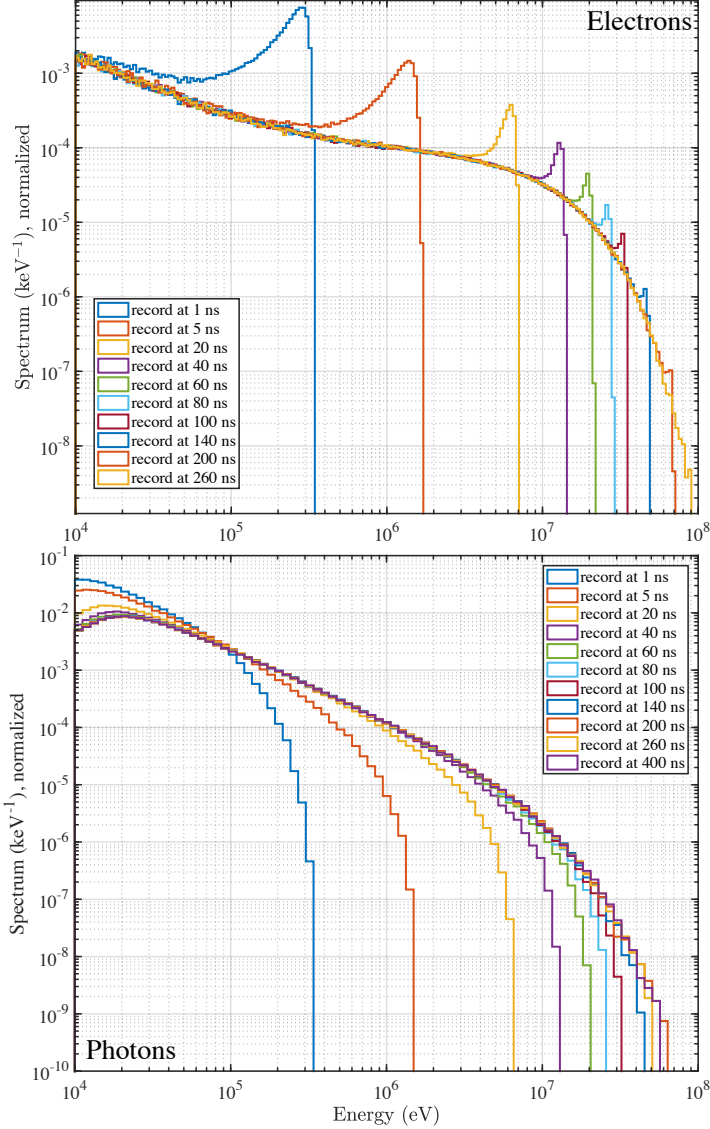 Electrons
10^-3
10^-4
10^-5
10^-6
10^-7
10^-8
Spectrum (keV^−1), normalized
record at 1 ns
record at 5 ns
record at 20 ns
record at 40 ns
record at 60 ns
record at 80 ns
record at 100 ns
record at 140 ns
record at 200 ns
record at 260 ns
10^4 10^5 10^6 10^7 10^8
10^-1
10^-2
10^-3
10^-4
10^-5
10^-6
10^-7
10^-8
10^-9
10^-10
Spectrum (keV^-1), normalized
record at 1 ns
record at 5 ns
record at 20 ns
record at 40 ns
record at 60 ns
record at 80 ns
record at 100 ns
record at 140 ns
record at 200 ns
record at 260 ns
record at 400 ns
Photons
10^4 10^5 10^6 10^7 10^8
Energy (eV)